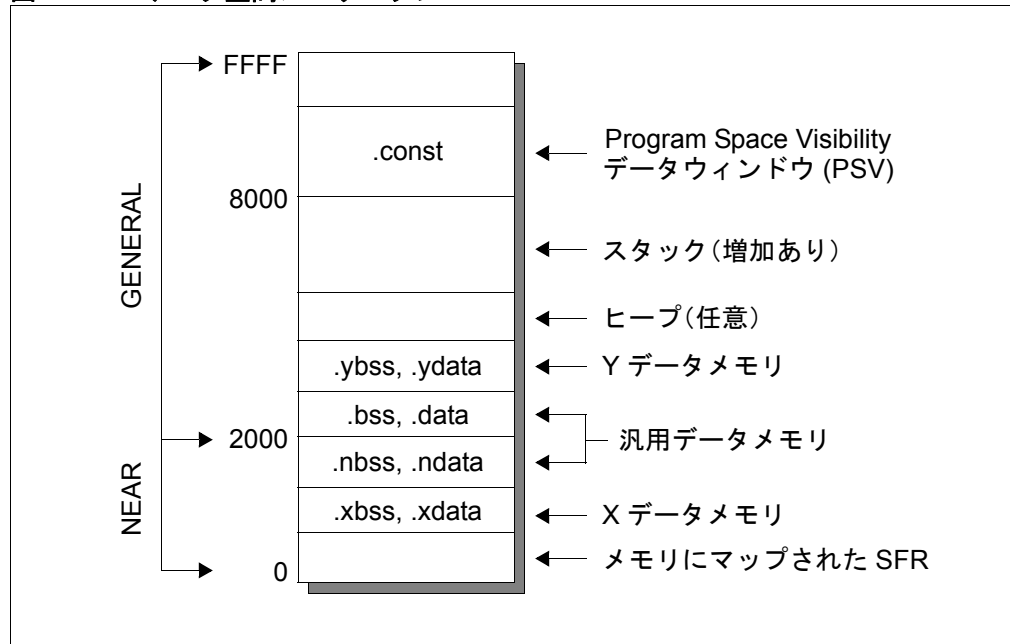 FFFF
.const
Program Space Visibility
データウィンドウ (PSV)
8000
GENERAL
スタック(増加あり)
ヒープ(任意)
.ybss, .ydata
Y データメモリ
.bss, .data
2000
汎用データメモリ
.nbss, .ndata
NEAR
.xbss, .xdata
X データメモリ
0
メモリにマップされた SFR